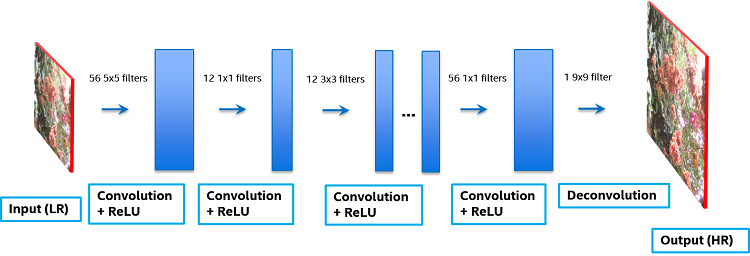 56 5x5 filters
12 1x1 filters
12 3x3 filters
56 1x1 filters
1 9x9 filter
...
Input (LR)
Convolution
+ ReLU
Convolution
+ ReLU
Convolution
+ ReLU
Convolution
+ ReLU
Deconvolution
Output (HR)